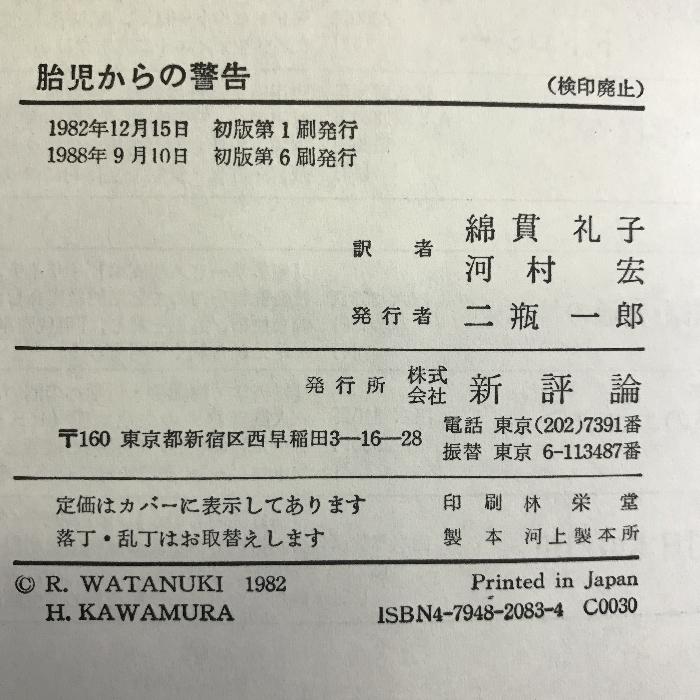 胎児からの警告 (検印廃止)
1982年12月15日 初版第1刷発行
1988年9月10日 初版第6刷発行
訳者 綿貫礼子
河村宏
発行者 二瓶一郎
発行所 株式会社 新評論
〒160 東京都新宿区西早稲田3—16—28 電話 東京(202)7391番
振替 東京 6-113487番
定価はカバーに表示してあります 印刷 林栄堂
落丁・乱丁はお取替えします 製本 河上製本所
© R. WATANUKI 1982 Printed in Japan
H. KAWAMURA ISBN4-7948-2083-4 C0030